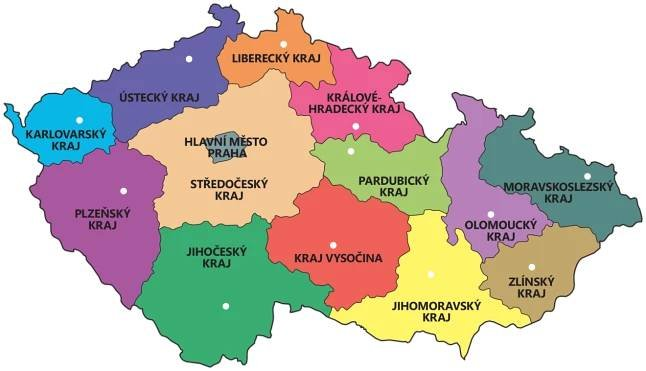 LIBERECKÝ KRAJ
ÚSTECKÝ KRAJ
KRÁLOVÉ-
HRADECKÝ KRAJ
KARLOVARSKÝ
KRAJ
HLAVNÍ MĚSTO
PRAHA
STŘEDOČESKÝ
KRAJ
PARDUBICKÝ
KRAJ
MORAVSKOSLEZSKÝ
KRAJ
PLZEŇSKÝ
KRAJ
OLOMOUCKÝ
KRAJ
JIHOČESKÝ
KRAJ
KRAJ VYSOČINA
ZLÍNSKÝ
KRAJ
JIHOMORAVSKÝ
KRAJ